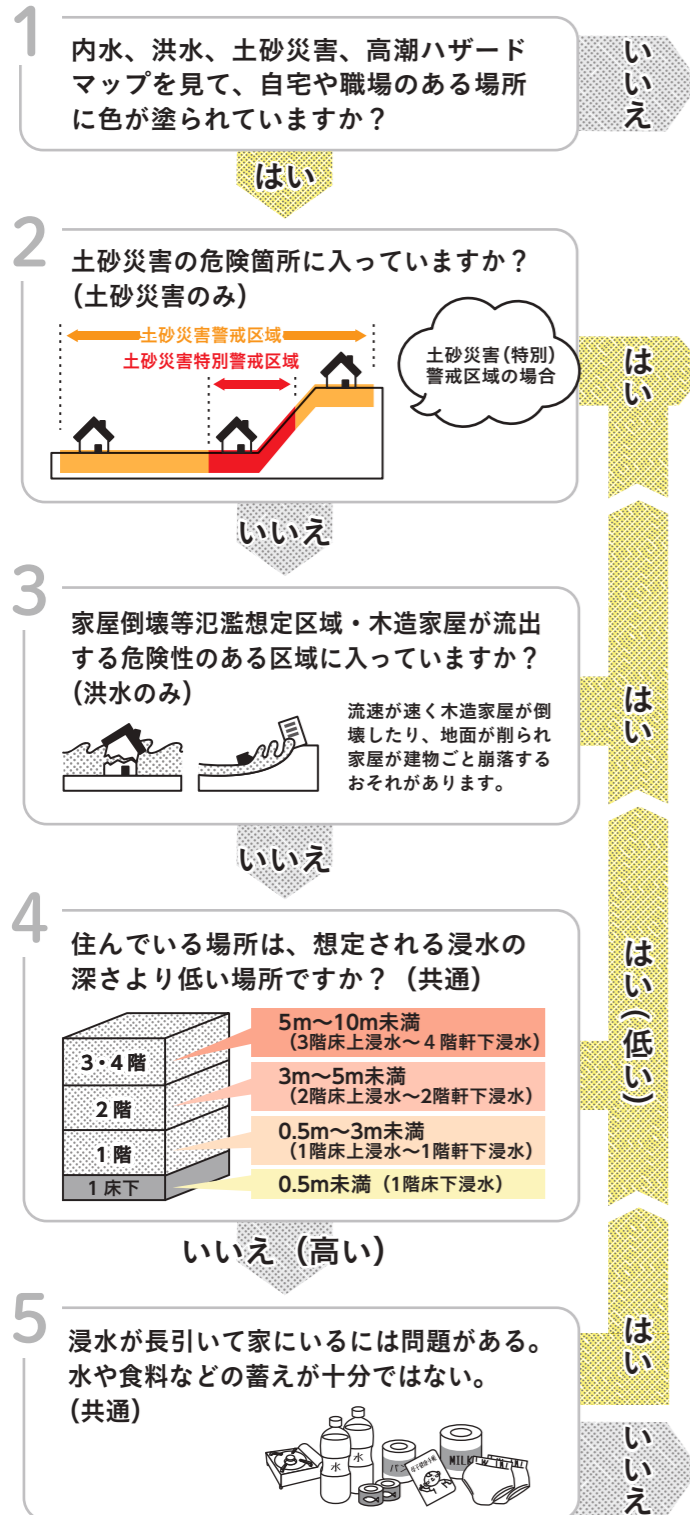 1
内水、洪水、土砂災害、高潮ハザード
マップを見て、自宅や職場のある場所
に色が塗られていますか？
いいえ
はい
2
土砂災害の危険箇所に入っていますか？
(土砂災害のみ)
土砂災害警戒区域
土砂災害特別警戒区域
土砂災害(特別)
警戒区域の場合
はい
いいえ
3
家屋倒壊等氾濫想定区域・木造家屋が流出
する危険性のある区域に入っていますか？
(洪水のみ)
流速が速く木造家屋が倒
壊したり、地面が削られ
家屋が建物ごと崩落する
おそれがあります。
はい
いいえ
4
住んでいる場所は、想定される浸水の
深さより低い場所ですか？（共通）
3・4階
2階
1階
1床下
5m〜10m未満
（3階床上浸水〜４階軒下浸水）
3m〜5m未満
（2階床上浸水〜2階軒下浸水）
0.5m〜3m未満
（1階床上浸水〜1階軒下浸水）
0.5m未満（1階床下浸水）
はい(低い)
いいえ（高い）
5
浸水が長引いて家にいるには問題がある。
水や食料などの蓄えが十分ではない。
(共通)
水
水
パン
母子健康手帳
MILK
はい
いいえ